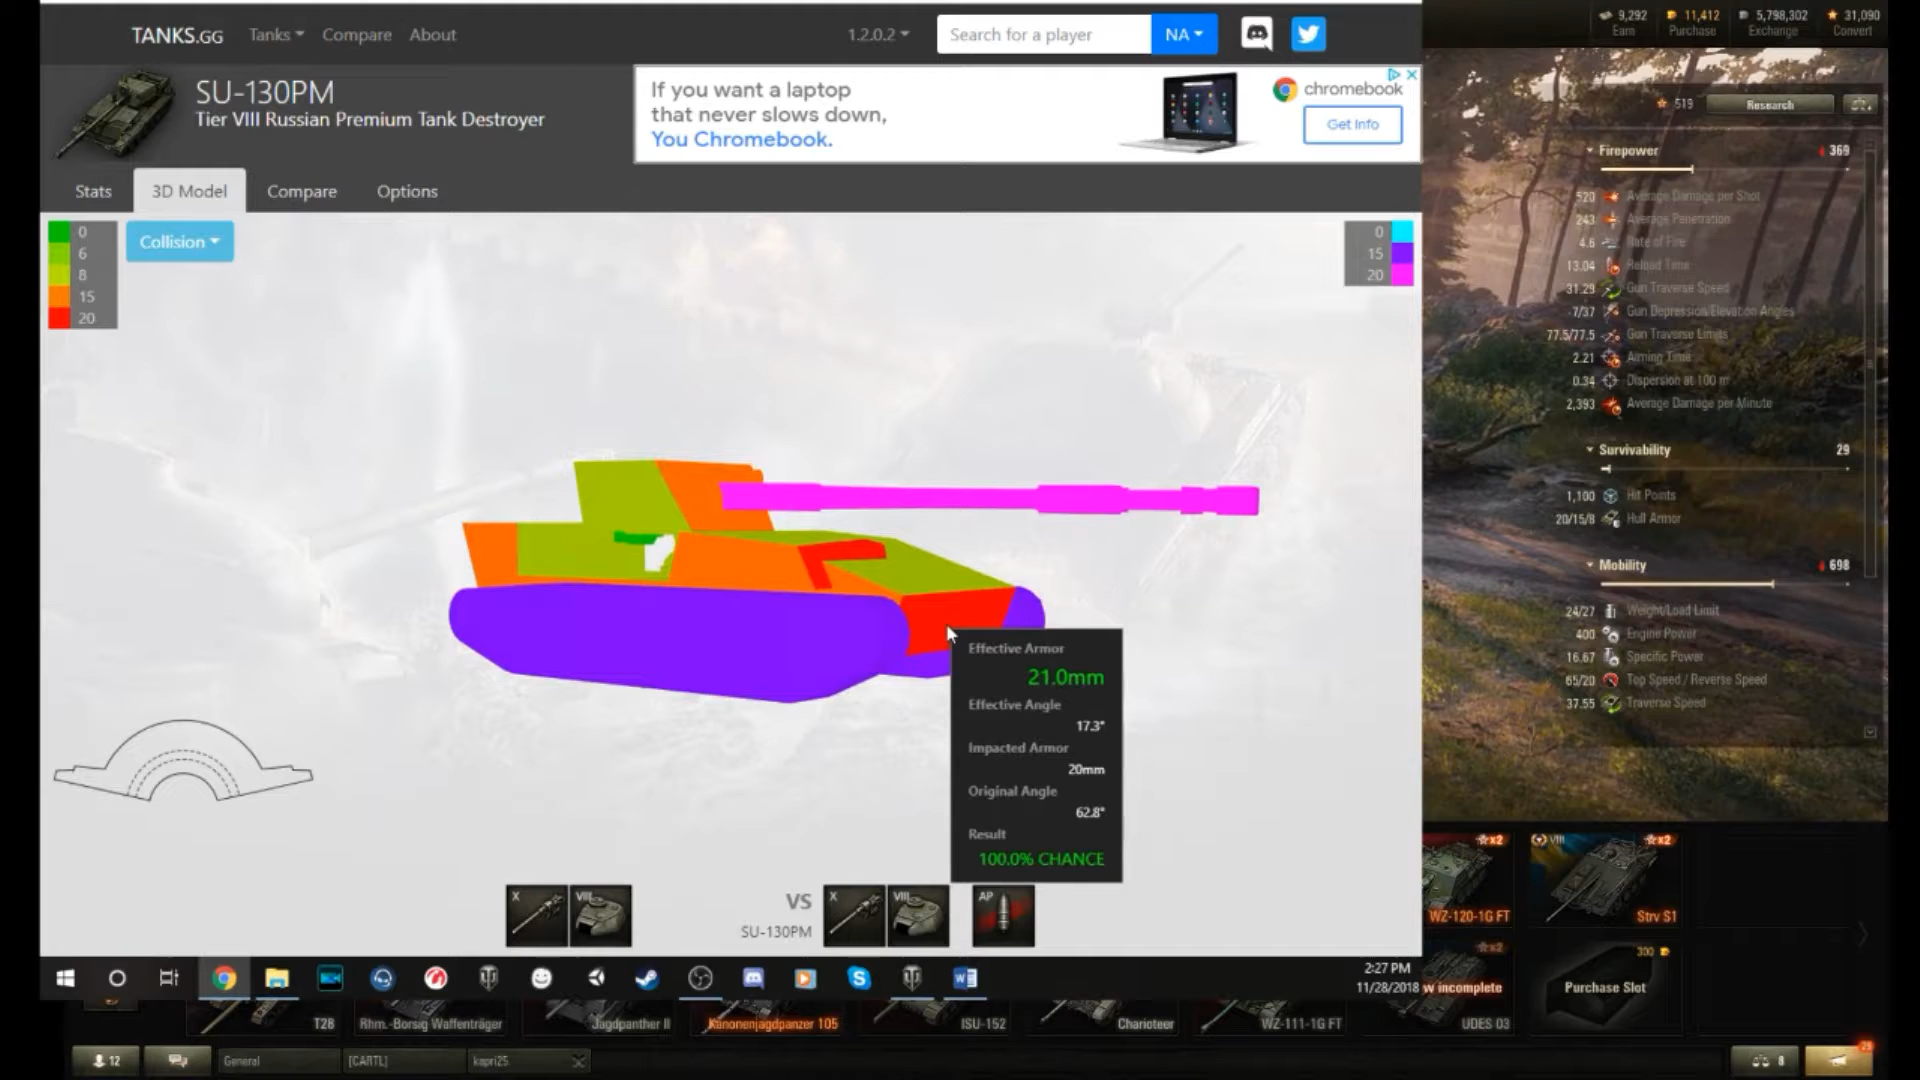 TANKS.GG
Tanks
Compare
About
1.2.0.2
Search for a player
NA
SU-130PM
Tier VIII Russian Premium Tank Destroyer
If you want a laptop
that never slows down,
You Chromebook.
chromebook
Get Info
Stats
3D Model
Compare
Options
0
6
8
15
20
Collision
0
15
20
Effective Armor
21.0mm
Effective Angle
17.3°
Impacted Armor
20mm
Original Angle
62.8°
Result
100.0% CHANCE
X
VIII
VS
SU-130PM
X
VIII
AP
2:27 PM
11/28/2018
9,292
Earn
11,412
Purchase
5,798,302
Exchange
31,090
Convert
519
Research
Firepower 369
520 Average Damage per Shot
243 Average Penetration
4.6 Rate of Fire
13.04 Reload Time
31.29 Gun Traverse Speed
-7/37 Gun Depression/Elevation Angles
77.5/77.5 Gun Traverse Limits
2.21 Aiming Time
0.34 Dispersion at 100 m
2,393 Average Damage per Minute
Survivability 29
1,100 Hit Points
20/15/8 Hull Armor
Mobility 698
24/27 Weight/Load Limit
400 Engine Power
16.67 Specific Power
65/20 Top Speed / Reverse Speed
37.55 Traverse Speed
x2
WZ-120-1G FT
VIII
x2
Strv S1
x2
w incomplete
300
Purchase Slot
T28
Rhm.-Borsig Waffenträger
Jagdpanther II
Kanonenjagdpanzer 105
ISU-152
Charioteer
WZ-111-1G FT
UDES 03
12
General
[CARTL]
kapri25
8
29